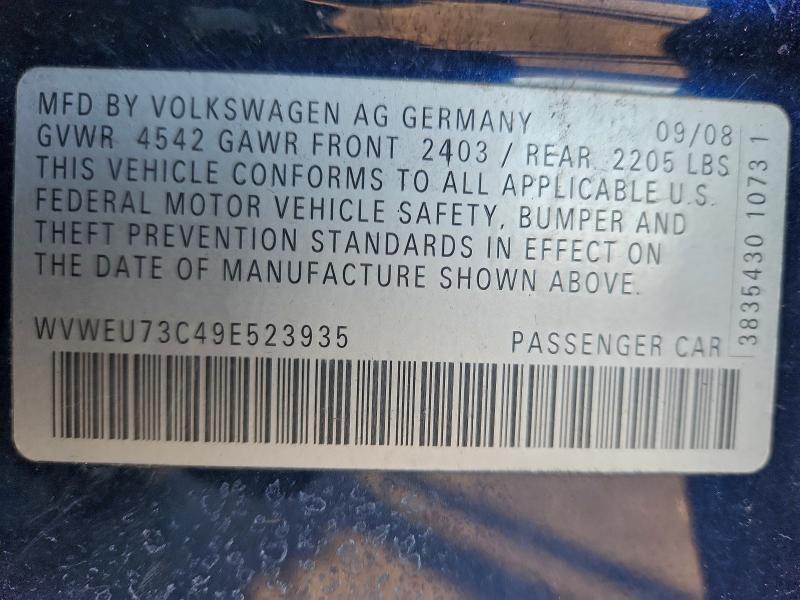 MFD BY VOLKSWAGEN AG GERMANY 09/08
GVWR 4542 GAWR FRONT 2403 / REAR 2205 LBS
THIS VEHICLE CONFORMS TO ALL APPLICABLE U.S.
FEDERAL MOTOR VEHICLE SAFETY, BUMPER AND
THEFT PREVENTION STANDARDS IN EFFECT ON
THE DATE OF MANUFACTURE SHOWN ABOVE.
WVWEU73C49E523935 PASSENGER CAR
3835430 1073 1